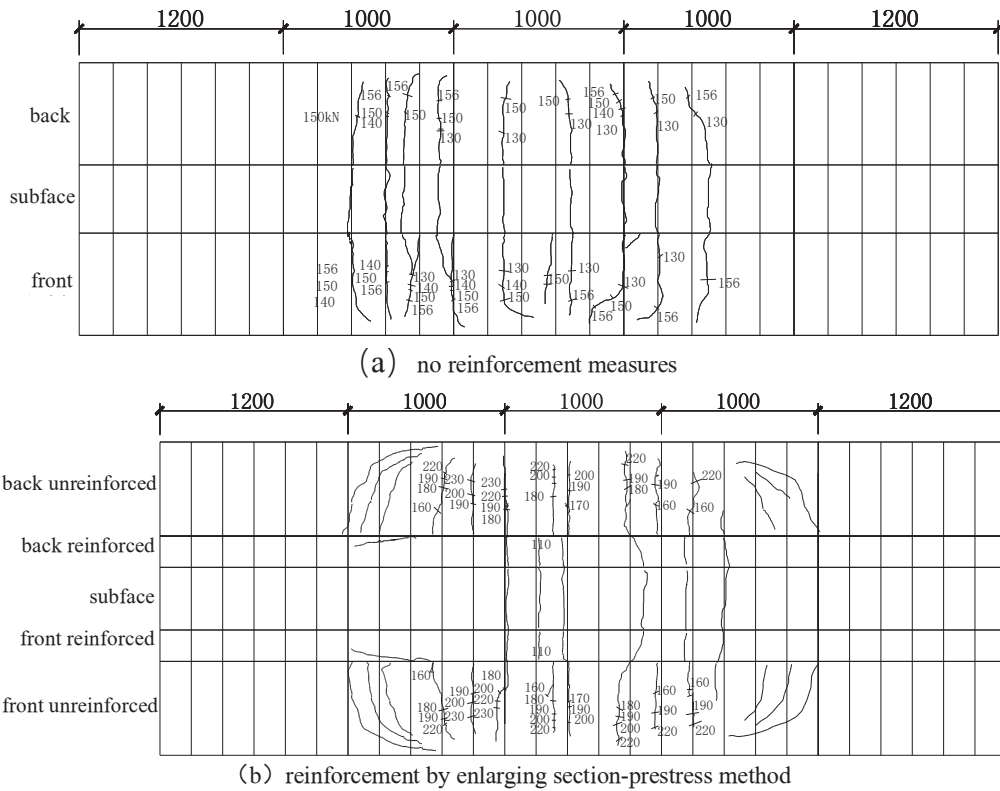 1200 1000 1000 1000 1200
156 156 156 150 150 156 150 140 150 156
back 150kN 150 140 150 150 130 130 130 130 130 130
subface
156 140 130 130 130 130 130
front 150 150 140 140 140 150 130 156
140 156 150 150 150 156 150
156 156 156 156
(a) no reinforcement measures
1200 1000 1000 1000 1200
220 220 220
190 230 230 200 200 190 190 220
back unreinforced 180 200 220 180 190 180
160 190 190 170 160 160
180
back reinforced 110
subface
front reinforced 110
160 180 160 160
190 200 180 170
front unreinforced 180 200 220 190 190 180 190 190
190 230 230 200 200 190
220 220 200 220 220
220
(b) reinforcement by enlarging section-prestress method